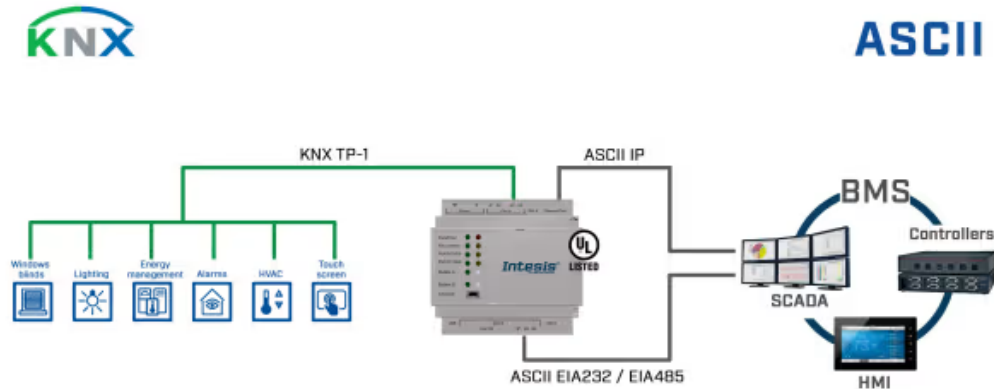 KNX
ASCII
KNX TP-1
ASCII IP
BMS
Controllers
Windows
blinds
Lighting
Energy
management
Alarms
HVAC
Touch
screen
Intesis
UL
LISTED
SCADA
HMI
ASCII EIA232 / EIA485